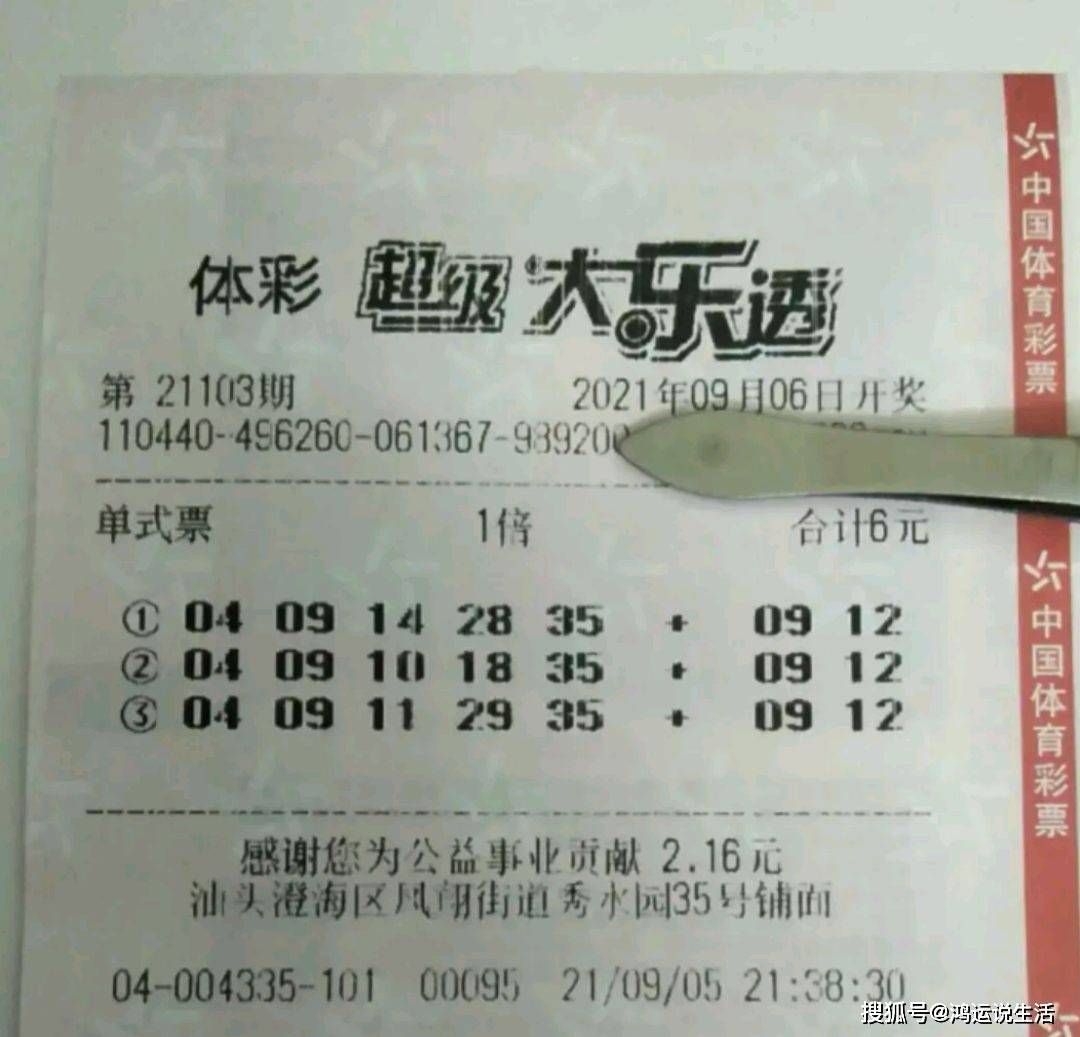 体彩 超级大乐透
第 21103期 2021年09月06日开奖
110440-496260-061367-989200
单式票 1倍 合计6元
① 04 09 14 28 35 + 09 12
② 04 09 10 18 35 + 09 12
③ 04 09 11 29 35 + 09 12
感谢您为公益事业贡献 2.16元
汕头澄海区凤翔街道秀水园35号铺面
04-004335-101 00095 21/09/05 21:38:30
中国体育彩票
中国体育彩票
搜狐号@鸿运说生活